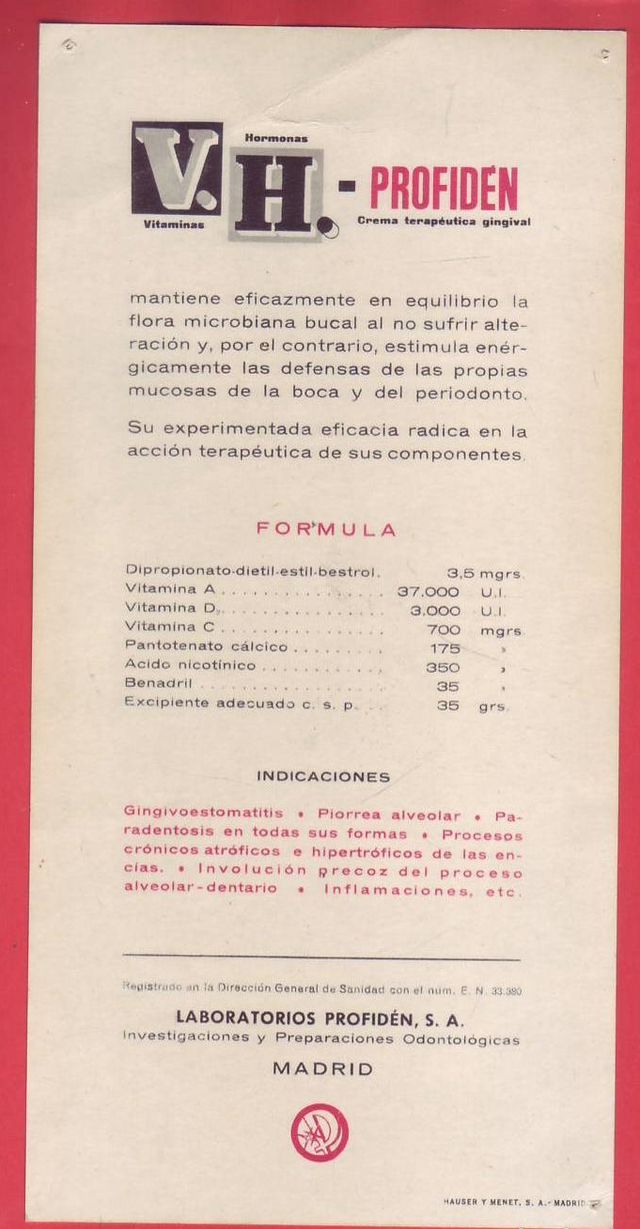 Hormonas
V. H. - PROFIDÉN
Vitaminas
Crema terapéutica gingival
mantiene eficazmente en equilibrio la
flora microbiana bucal al no sufrir alte-
ración y, por el contrario, estimula enér-
gicamente las defensas de las propias
mucosas de la boca y del periodonto.
Su experimentada eficacia radica en la
acción terapéutica de sus componentes.
FORMULA
Dipropionato-dietil-estil-bestrol. 3,5 mgrs.
Vitamina A . . . . . . . . . . . . . . . . 37.000 U.I.
Vitamina D₂. . . . . . . . . . . . . . . . 3.000 U.I.
Vitamina C . . . . . . . . . . . . . . . . 700 mgrs
Pantotenato cálcico . . . . . . . . . 175 »
Acido nicotínico . . . . . . . . . . . . 350 »
Benadril . . . . . . . . . . . . . . . . . . 35 »
Excipiente adecuado c. s. p. . . 35 grs.
INDICACIONES
Gingivoestomatitis • Piorrea alveolar • Pa-
radentosis en todas sus formas • Procesos
crónicos atróficos e hipertróficos de las en-
cías. • Involución precoz del proceso
alveolar-dentario • Inflamaciones, etc.
Registrado en la Dirección General de Sanidad con el num. E. N. 33.380
LABORATORIOS PROFIDÉN, S. A.
Investigaciones y Preparaciones Odontológicas
MADRID
HAUSER Y MENET, S. A.- MADRID